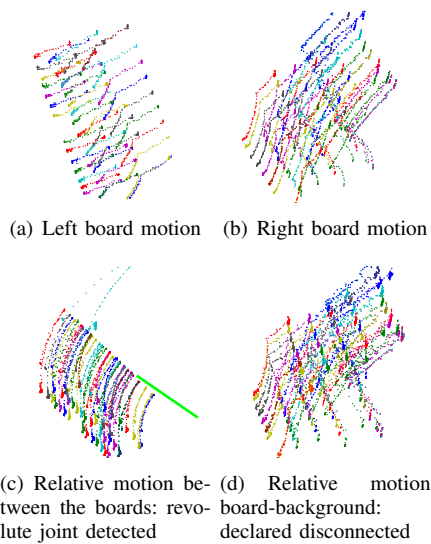 (a) Left board motion
(b) Right board motion
(c) Relative motion be-
tween the boards: revo-
lute joint detected
(d) Relative motion
board-background:
declared disconnected